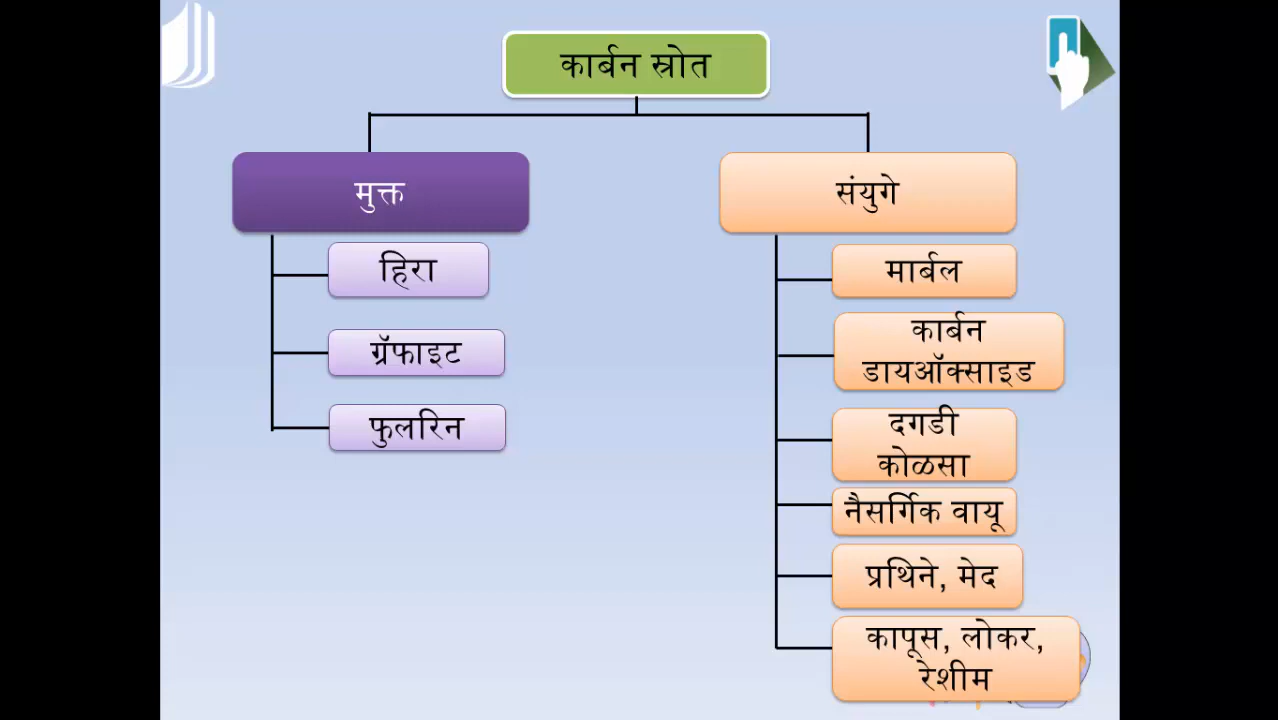 कार्बन स्रोत
मुक्त
हिरा
ग्रॅफाइट
फुलरिन
संयुगे
मार्बल
कार्बन
डायऑक्साइड
दगडी
कोळसा
नैसर्गिक वायू
प्रथिने, मेद
कापूस, लोकर,
रेशीम